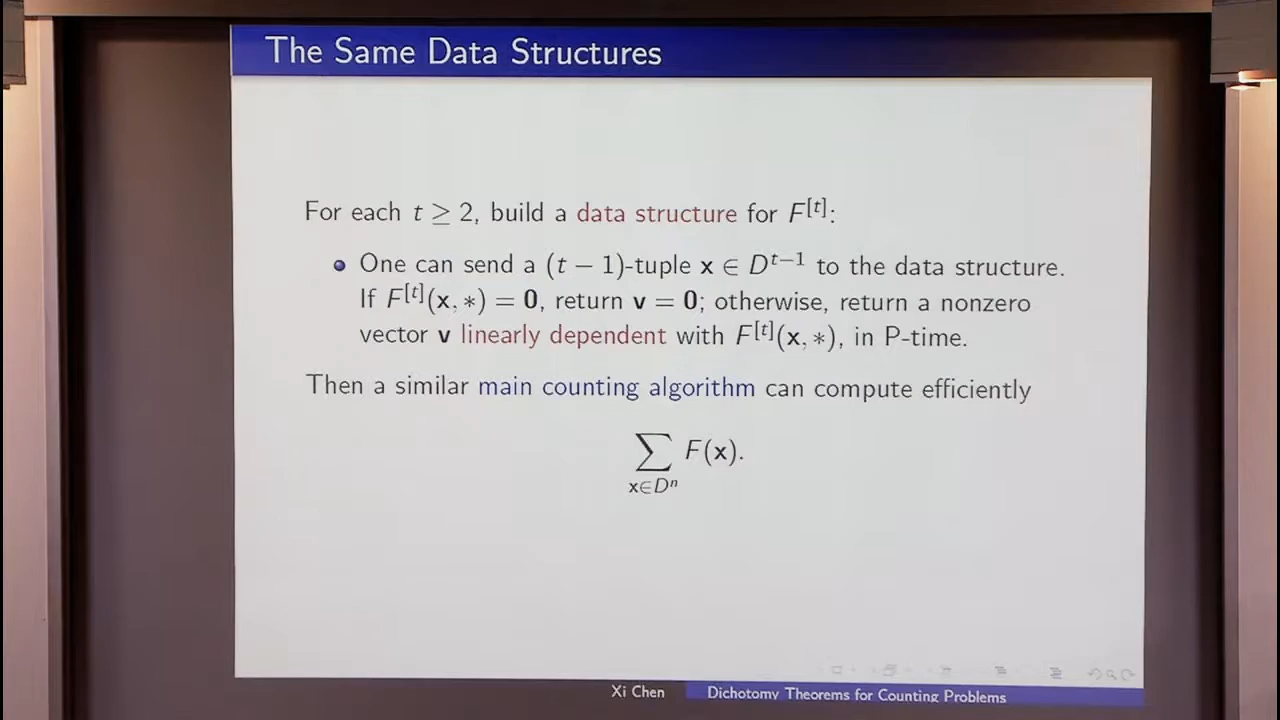 The Same Data Structures
For each t ≥ 2, build a data structure for F^[t]:
One can send a (t − 1)-tuple x ∈ D^{t−1} to the data structure.
If F^[t](x, ∗) = 0, return v = 0; otherwise, return a nonzero
vector v linearly dependent with F^[t](x, ∗), in P-time.
Then a similar main counting algorithm can compute efficiently
∑ F(x).
x∈D^n
Xi Chen Dichotomy Theorems for Counting Problems